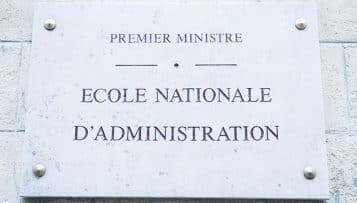 PREMIER MINISTRE
ECOLE NATIONALE
D'ADMINISTRATION